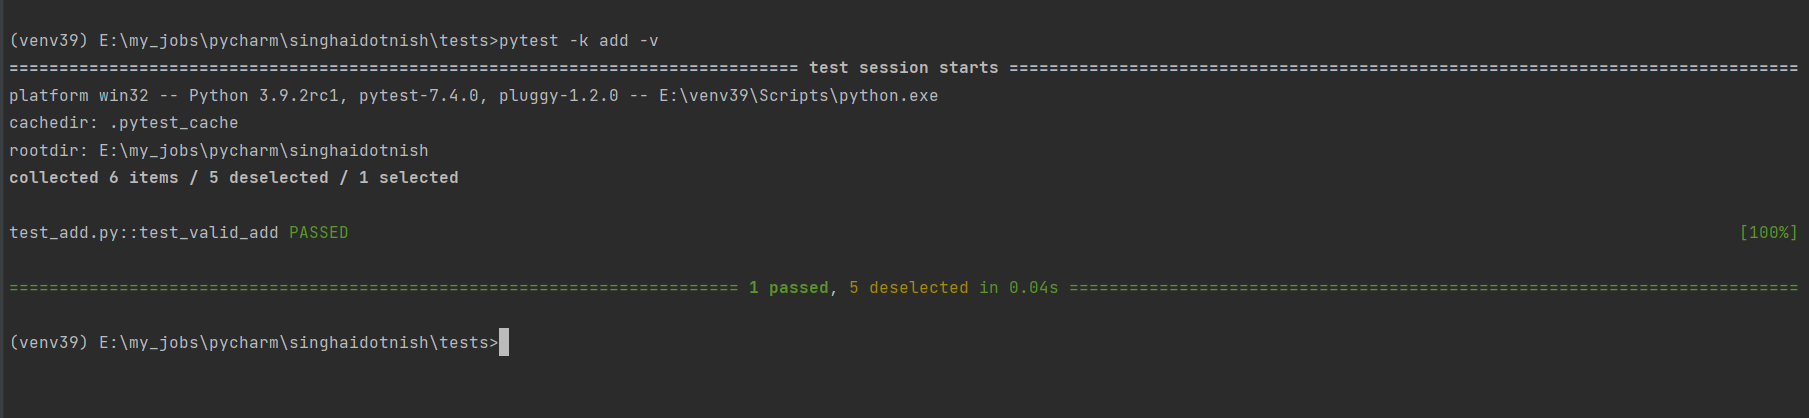 (venv39) E:\my_jobs\pycharm\singhaidotnish\tests>pytest -k add -v
=============================================================================== test session starts ===============================================================================
platform win32 -- Python 3.9.2rc1, pytest-7.4.0, pluggy-1.2.0 -- E:\venv39\Scripts\python.exe
cachedir: .pytest_cache
rootdir: E:\my_jobs\pycharm\singhaidotnish
collected 6 items / 5 deselected / 1 selected
test_add.py::test_valid_add PASSED [100%]
========================================================================= 1 passed, 5 deselected in 0.04s =========================================================================
(venv39) E:\my_jobs\pycharm\singhaidotnish\tests>